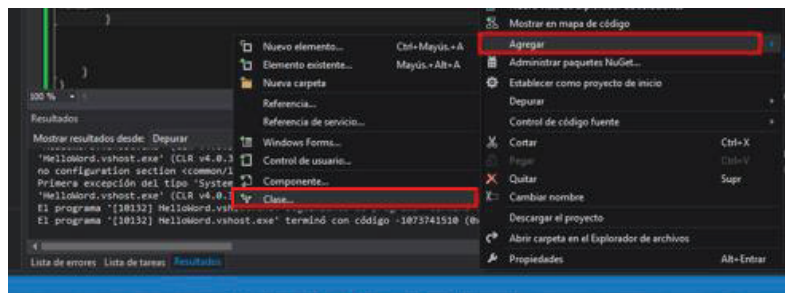 Mostrar en mapa de código
Agregar
Administrar paquetes NuGet...
Establecer como proyecto de inicio
Depurar
Control de código fuente
Cortar Ctrl+X
Pegar Ctrl+V
Quitar Supr
Cambiar nombre
Descargar el proyecto
Abrir carpeta en el Explorador de archivos
Propiedades Alt+Entrar
Nuevo elemento... Ctrl+Mayús.+A
Elemento existente... Mayús.+Alt+A
Nueva carpeta
Referencia...
Referencia de servicio...
Windows Forms...
Control de usuario...
Componente...
Clase...
}
}
}
100 %
Resultados
Mostrar resultados desde: Depurar
'HelloWord.vshost.exe' (CLR v4.0.3
no configuration section <common/l
Primera excepción del tipo 'System
'HelloWord.vshost.exe' (CLR v4.0.3
El programa '[10132] HelloWord.vsh
El programa '[10132] HelloWord.vshost.exe' terminó con código -1073741510 (0x
Lista de errores Lista de tareas Resultados